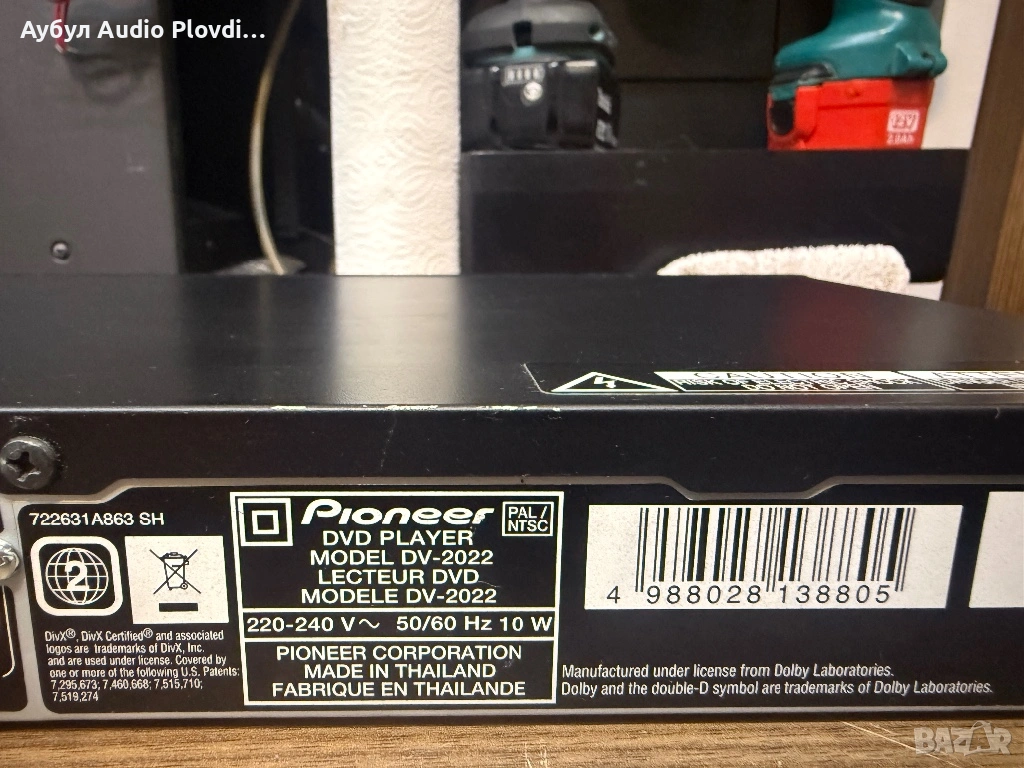 Аубул Audio Plovdi...
12V
2.0Ah
CAUTION
722631A863 SH
2
DivX®, DivX Certified® and associated
logos are trademarks of DivX, Inc.
and are used under license. Covered by
one or more of the following U.S. Patents:
7,295,673; 7,460,668; 7,515,710;
7,519,274
Pioneer
PAL/
NTSC
DVD PLAYER
MODEL DV-2022
LECTEUR DVD
MODELE DV-2022
220-240 V～ 50/60 Hz 10 W
PIONEER CORPORATION
MADE IN THAILAND
FABRIQUE EN THAILANDE
4 988028 138805
Manufactured under license from Dolby Laboratories.
Dolby and the double-D symbol are trademarks of Dolby Laboratories.
BAZAR